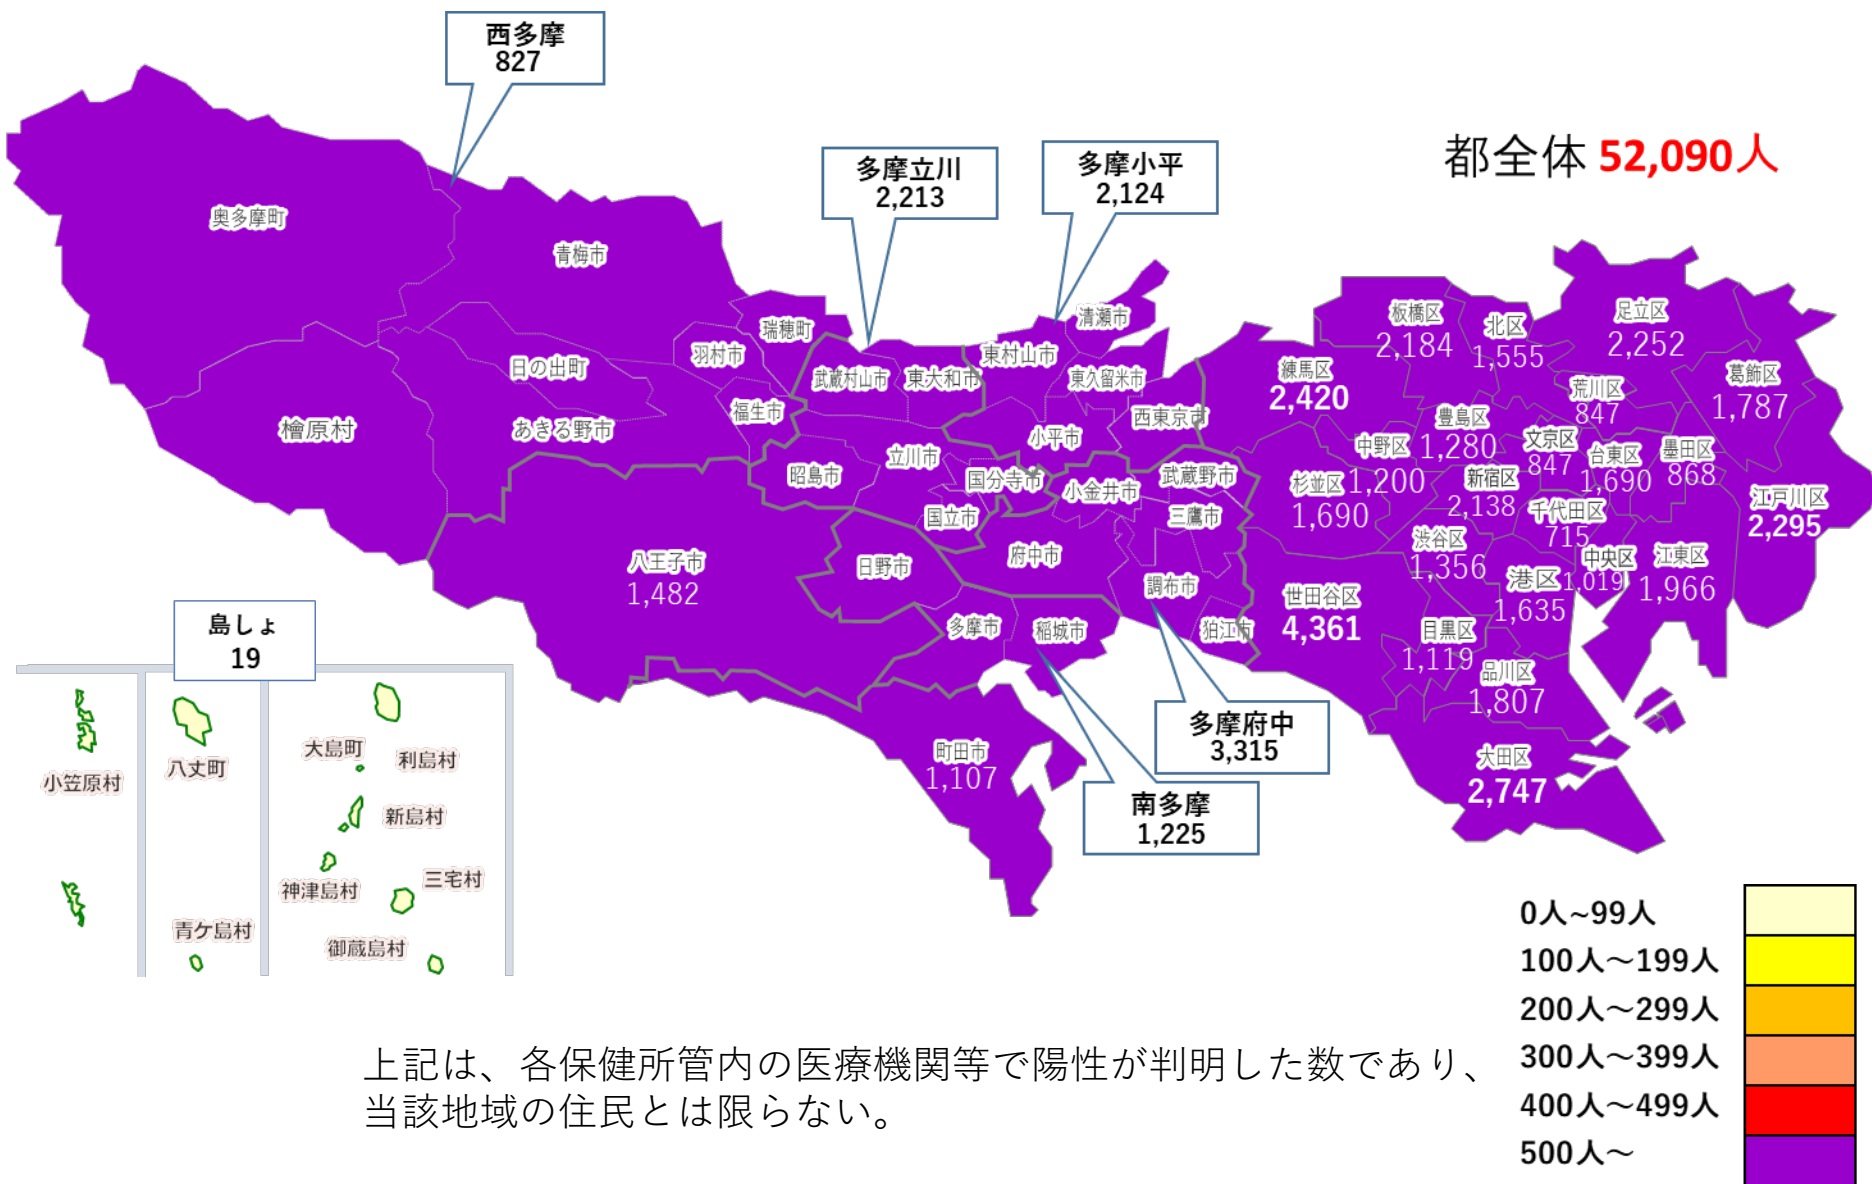 西多摩
827
多摩立川
2,213
多摩小平
2,124
都全体 52,090人
奥多摩町
青梅市
瑞穂町
羽村市
日の出町
福生市
あきる野市
檜原村
武蔵村山市
東大和市
東村山市
清瀬市
東久留米市
西東京市
小平市
立川市
昭島市
国分寺市
国立市
小金井市
武蔵野市
三鷹市
府中市
調布市
狛江市
八王子市
1,482
日野市
多摩市
稲城市
町田市
1,107
多摩府中
3,315
南多摩
1,225
板橋区
2,184
北区
1,555
足立区
2,252
練馬区
2,420
荒川区
847
葛飾区
1,787
豊島区
1,280
中野区
1,200
文京区
847
台東区
1,690
墨田区
868
杉並区
1,690
新宿区
2,138
千代田区
715
江戸川区
2,295
渋谷区
1,356
港区
1,635
中央区
1,019
江東区
1,966
世田谷区
4,361
目黒区
1,119
品川区
1,807
大田区
2,747
島しょ
19
小笠原村
八丈町
青ケ島村
大島町
利島村
新島村
神津島村
三宅村
御蔵島村
0人~99人
100人～199人
200人～299人
300人～399人
400人～499人
500人～
上記は、各保健所管内の医療機関等で陽性が判明した数であり、
当該地域の住民とは限らない。